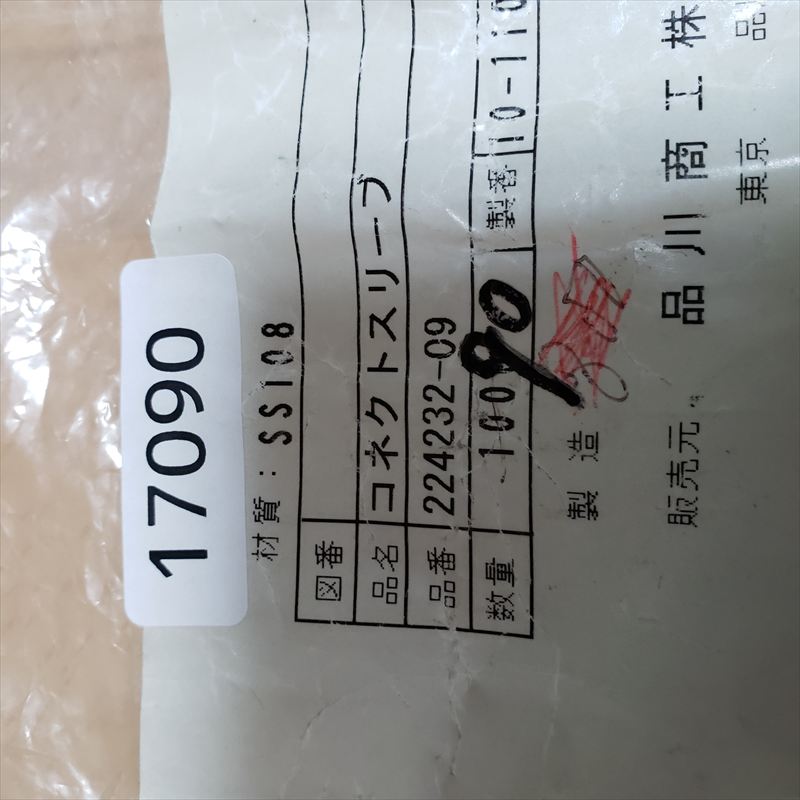 17090
材質：SS108
図番
品名 コネクトスリーブ
品番 224232-09
数量 100 90 製番 10-110
製造
販売元 品川商工株
東京